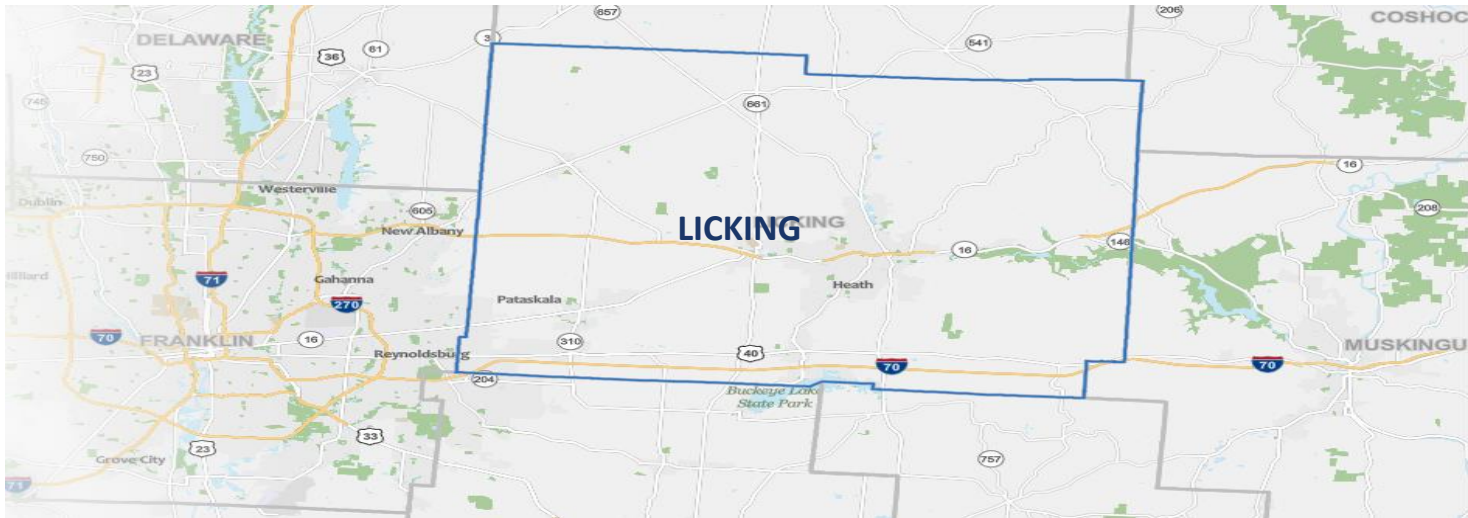 657
206
COSHOC
3
DELAWARE
61
541
36
23
745
661
750
16
Westerville
Dublin
605
208
New Albany
LICKING
148
16
Hilliard
71
Gahanna
Heath
270
Pataskala
70
FRANKLIN
16
310
MUSKINGU
Reynoldsburg
40
70
70
204
Buckeye Lake
State Park
33
23
Grove City
757
71